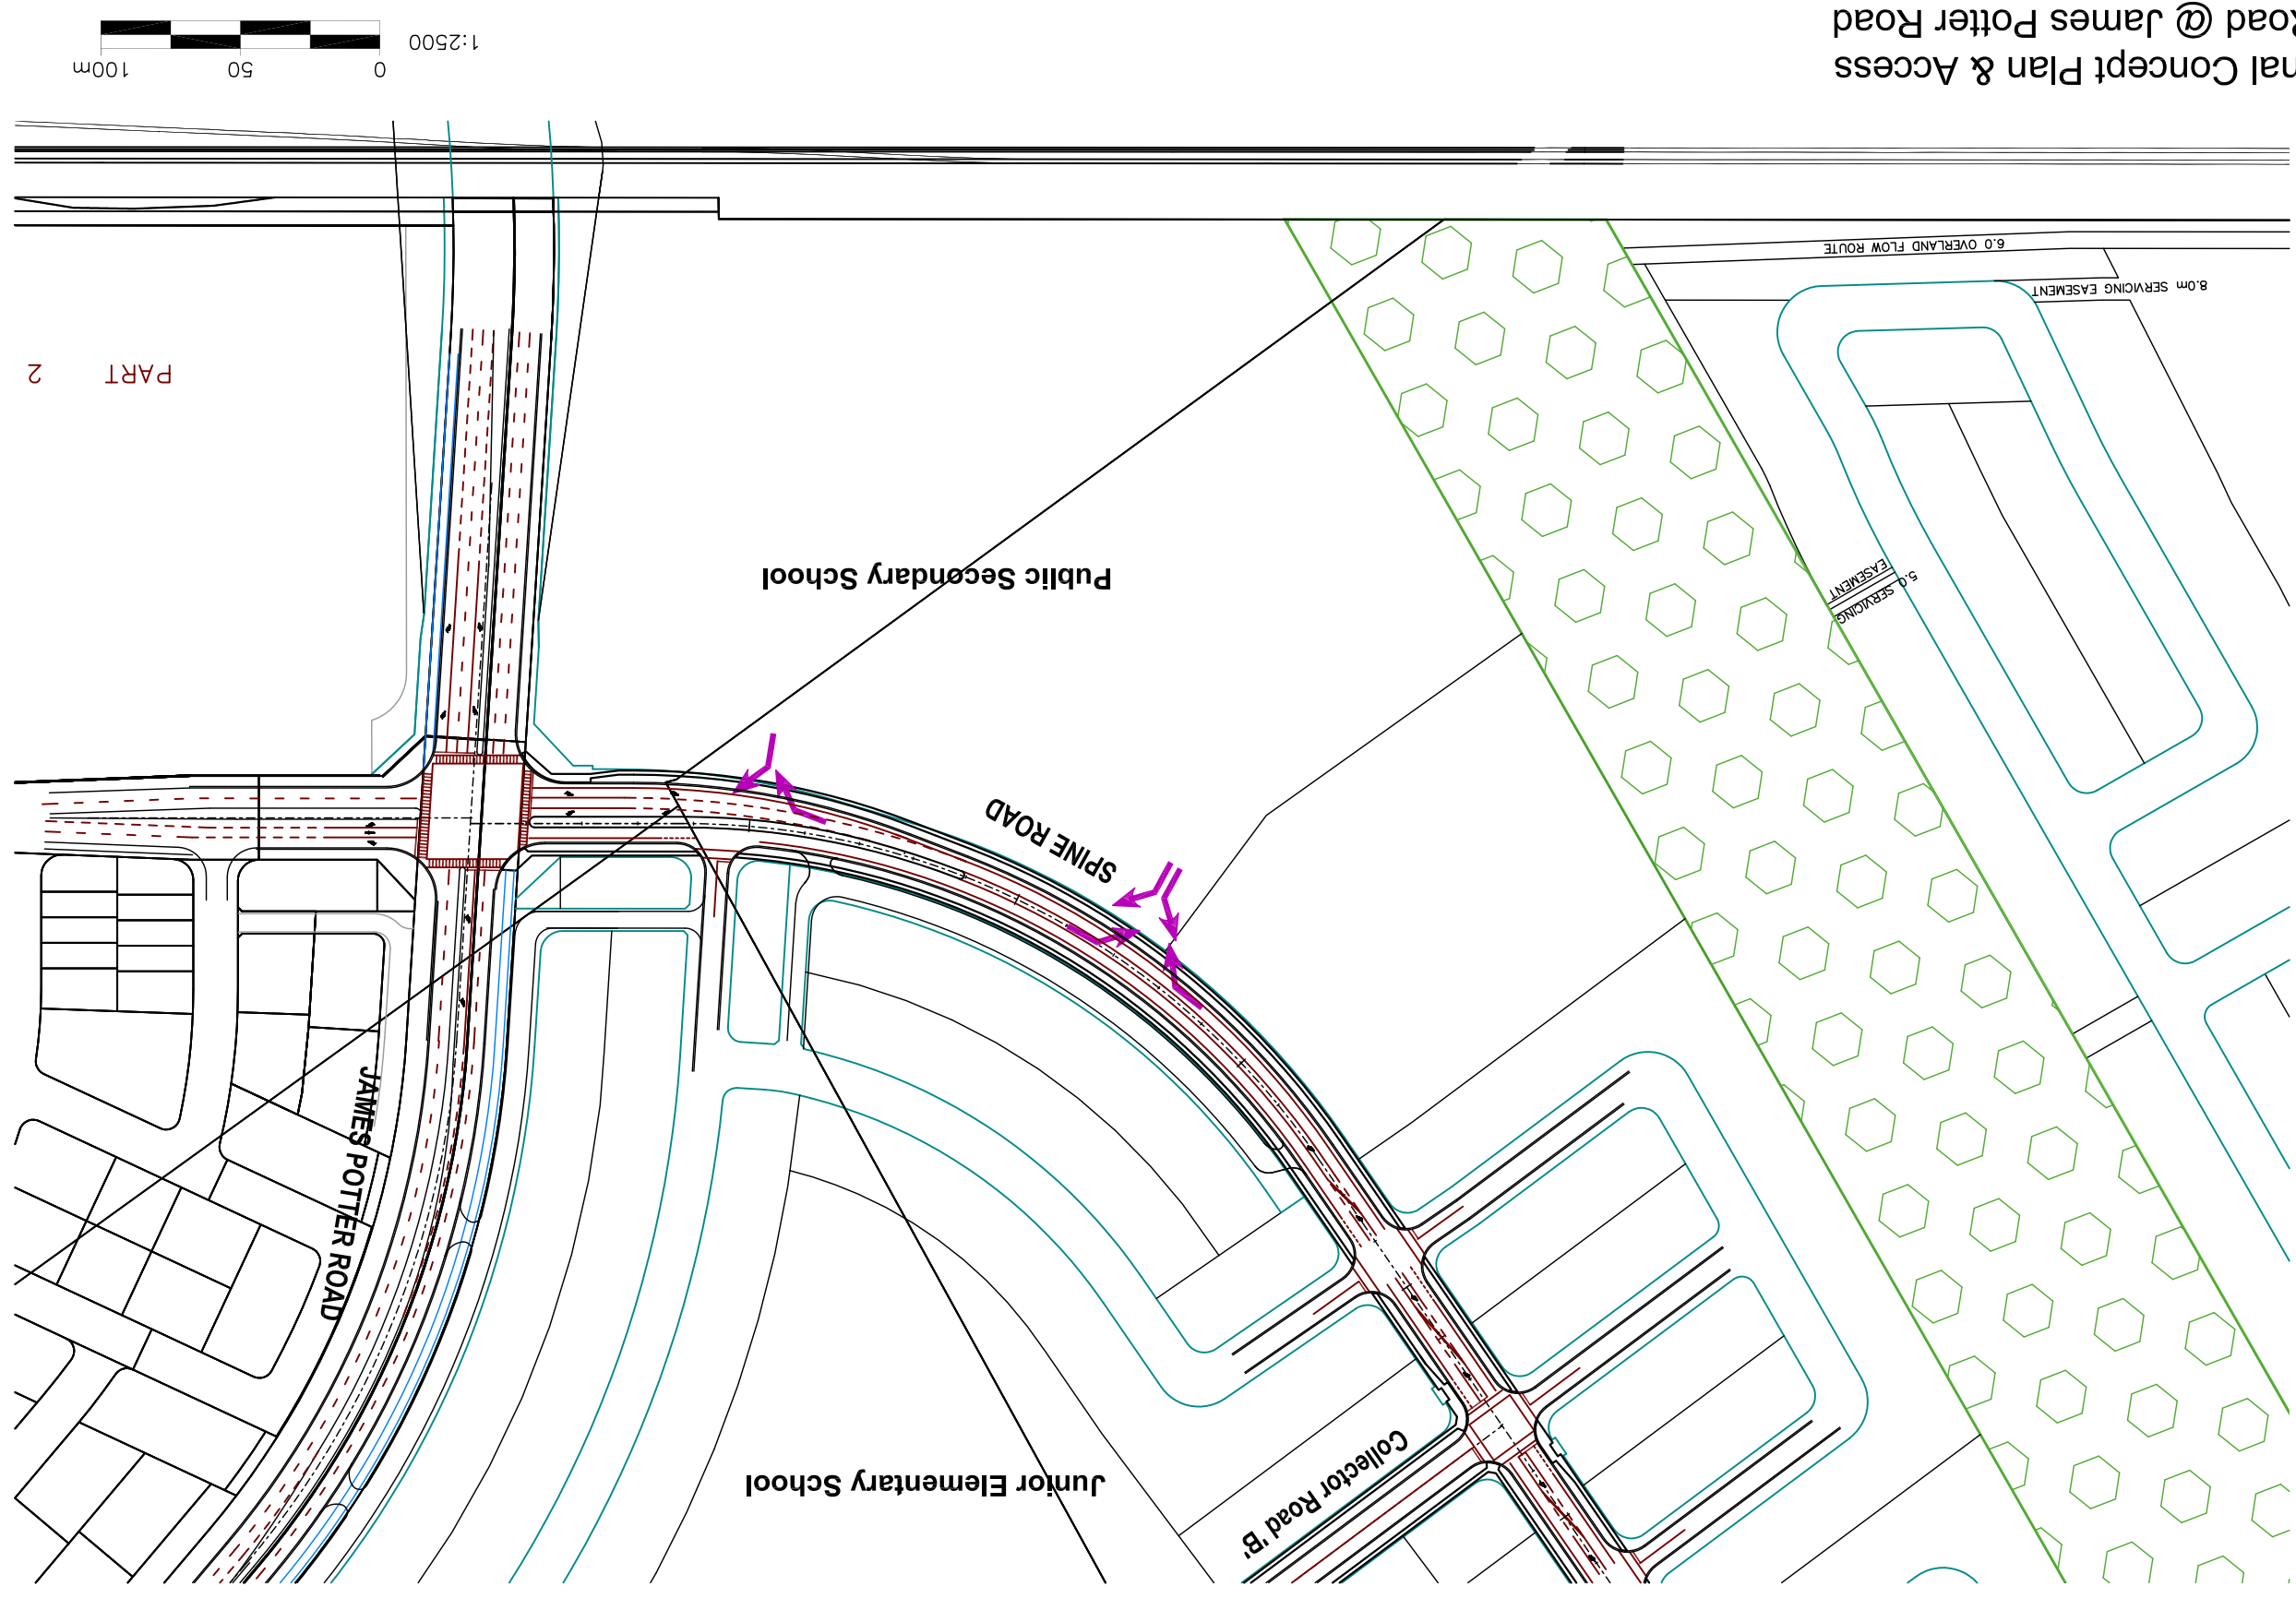 nal Concept Plan & Access
Road @ James Potter Road
0 50 100m
1:2500
Collector Road 'B'
Junior Elementary School
JAMES POTTER ROAD
SPINE ROAD
Public Secondary School
5.0 SERVICING
EASEMENT
PART 2
8.0m SERVICING EASEMENT
6.0 OVERLAND FLOW ROUTE